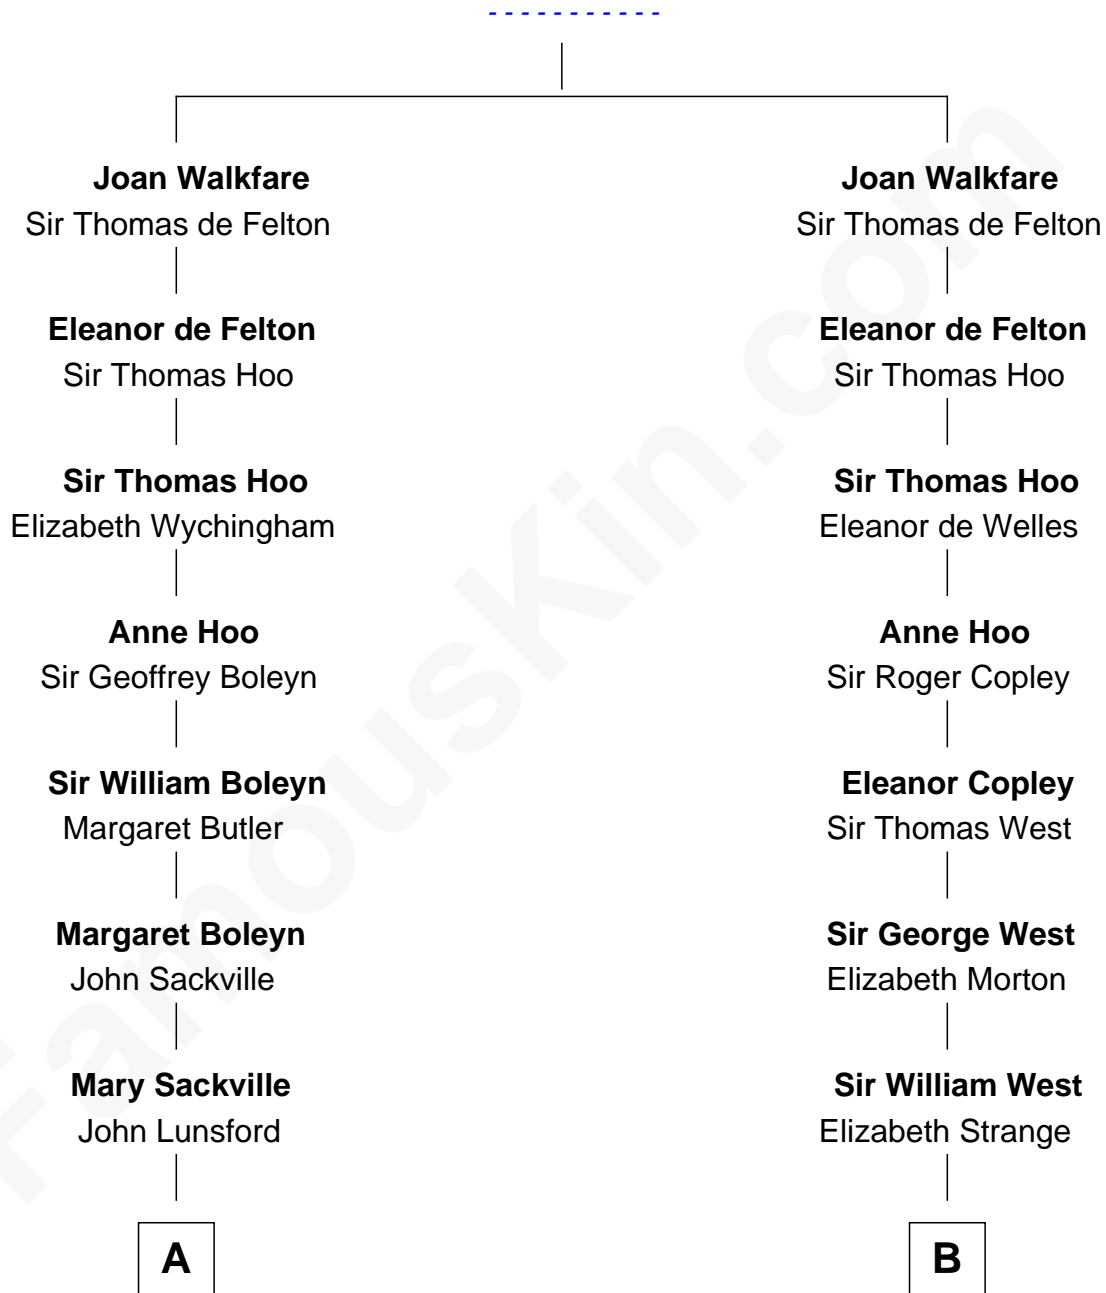 - - - - - - - - - - -
Joan Walkfare
Sir Thomas de Felton
Eleanor de Felton
Sir Thomas Hoo
Sir Thomas Hoo
Elizabeth Wychingham
Anne Hoo
Sir Geoffrey Boleyn
Sir William Boleyn
Margaret Butler
Margaret Boleyn
John Sackville
Mary Sackville
John Lunsford
A
Joan Walkfare
Sir Thomas de Felton
Eleanor de Felton
Sir Thomas Hoo
Sir Thomas Hoo
Eleanor de Welles
Anne Hoo
Sir Roger Copley
Eleanor Copley
Sir Thomas West
Sir George West
Elizabeth Morton
Sir William West
Elizabeth Strange
B
FamousKin.com